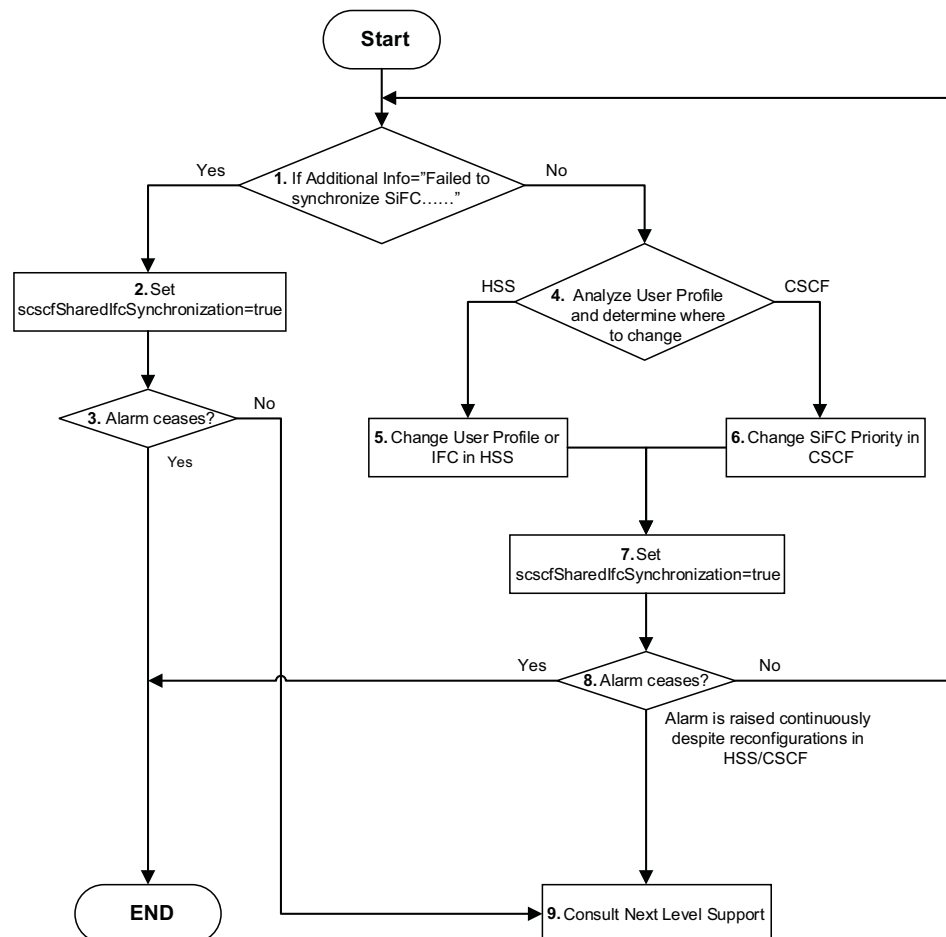 Start
Yes
No
1. If Additional Info=”Failed to
synchronize SiFC……”
2. Set
scscfSharedIfcSynchronization=true
HSS
CSCF
4. Analyze User Profile
and determine where
to change
3. Alarm ceases?
No
Yes
5. Change User Profile or
IFC in HSS
6. Change SiFC Priority in
CSCF
7. Set
scscfSharedIfcSynchronization=true
Yes
8. Alarm ceases?
No
Alarm is raised continuously
despite reconfigurations in
HSS/CSCF
END
9. Consult Next Level Support